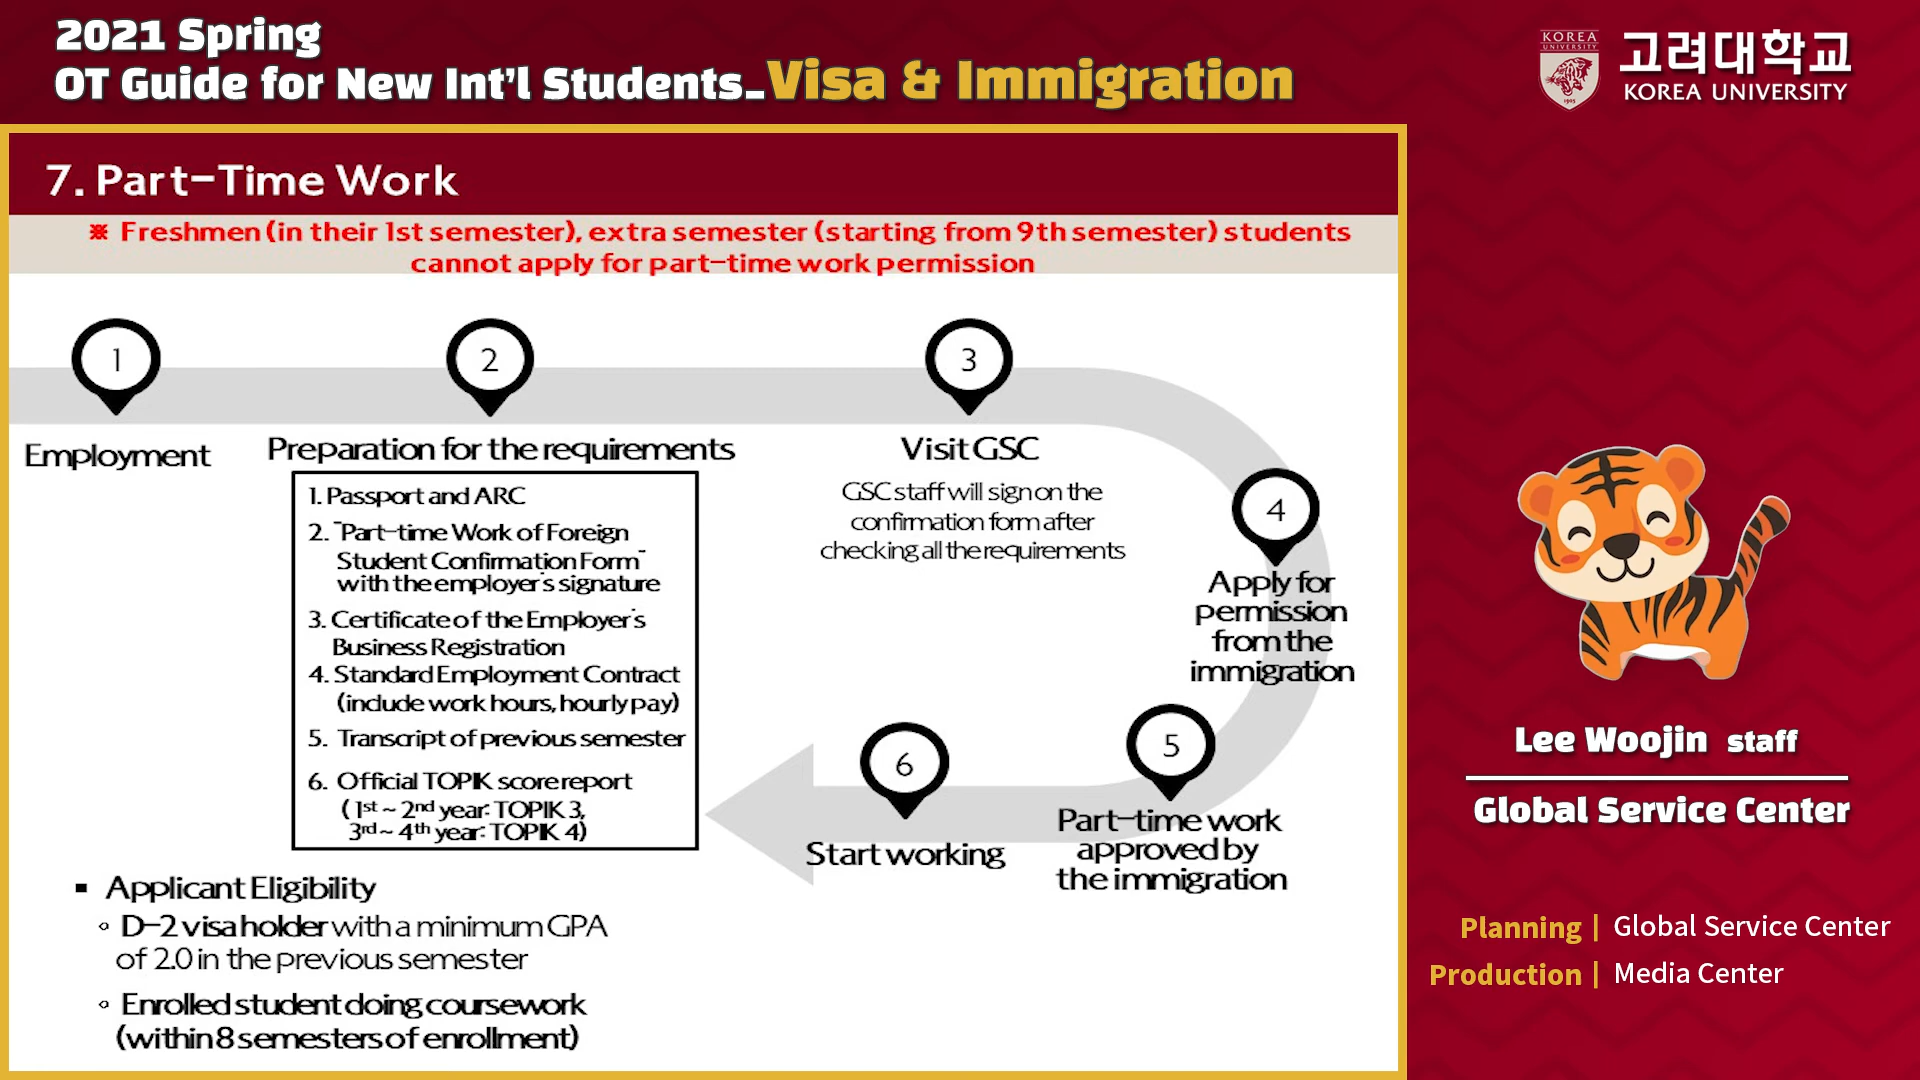 2021 Spring
OT Guide for New Int'l Students_Visa & Immigration
KOREA
UNIVERSITY
1905
고려대학교
KOREA UNIVERSITY
7. Part-Time Work
※ Freshmen (in their 1st semester), extra semester (starting from 9th semester) students
cannot apply for part-time work permission
1
Employment
2
Preparation for the requirements
1. Passport and ARC
2. "Part-time Work of Foreign
Student Confirmation Form"
with the employer's signature
3. Certificate of the Employer's
Business Registration
4. Standard Employment Contract
(include work hours, hourly pay)
5. Transcript of previous semester
6. Official TOPIK score report
(1st ~ 2nd year: TOPIK 3,
3rd ~ 4th year: TOPIK 4)
3
Visit GSC
GSC staff will sign on the
confirmation form after
checking all the requirements
4
Apply for
permission
from the
immigration
5
Part-time work
approved by
the immigration
6
Start working
▪ Applicant Eligibility
◦ D-2 visa holder with a minimum GPA
of 2.0 in the previous semester
◦ Enrolled student doing coursework
(within 8 semesters of enrollment)
Lee Woojin staff
Global Service Center
Planning | Global Service Center
Production | Media Center